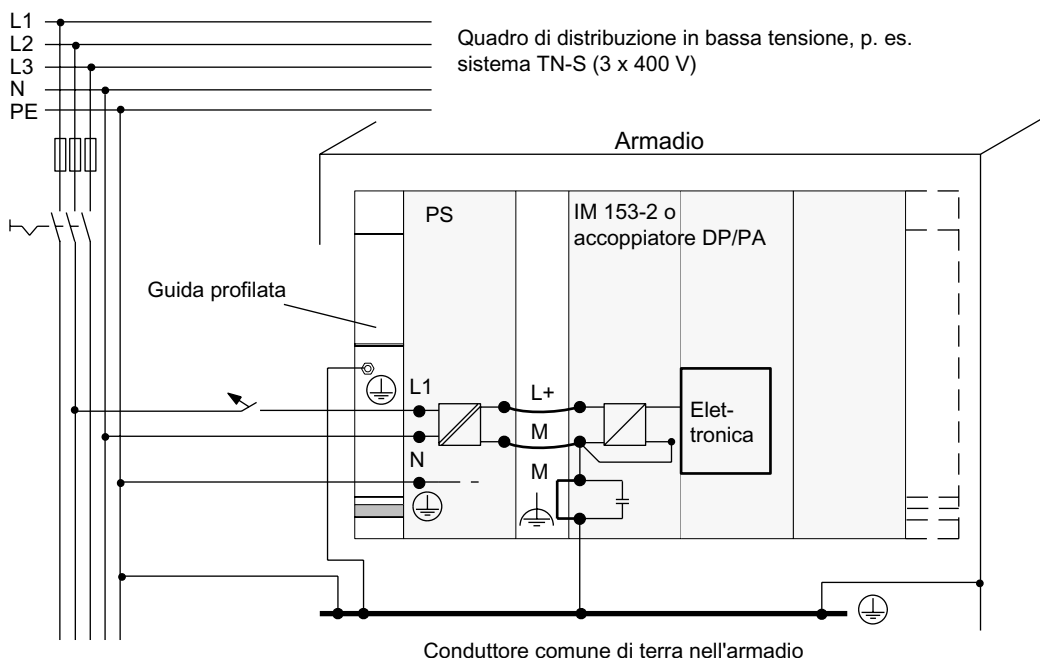 L1
L2
L3
N
PE
Quadro di distribuzione in bassa tensione, p. es.
sistema TN-S (3 x 400 V)
Armadio
PS
IM 153-2 o
accoppiatore DP/PA
Guida profilata
L1
L+
M
N
M
Elet-
tronica
Conduttore comune di terra nell'armadio